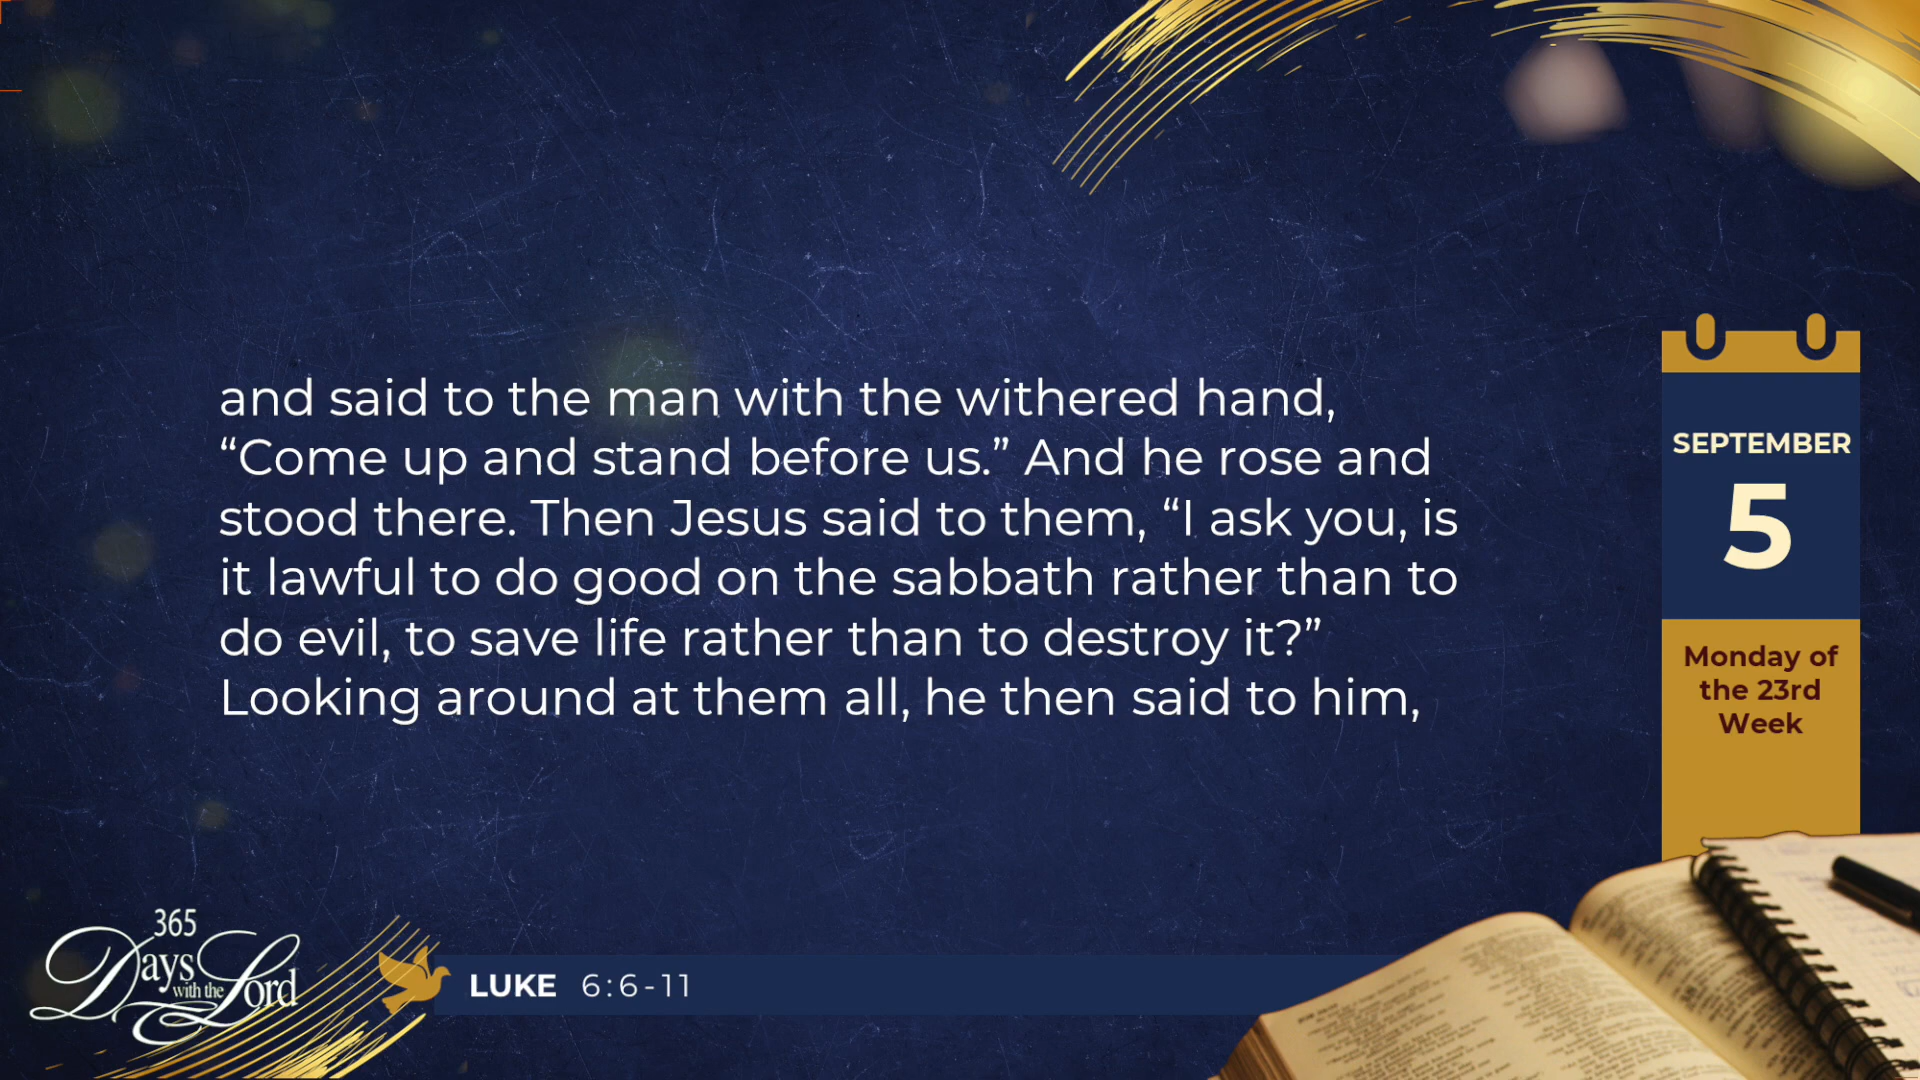 and said to the man with the withered hand,
“Come up and stand before us.” And he rose and
stood there. Then Jesus said to them, “I ask you, is
it lawful to do good on the sabbath rather than to
do evil, to save life rather than to destroy it?”
Looking around at them all, he then said to him,
SEPTEMBER
5
Monday of
the 23rd
Week
365
Days
with the
Lord
LUKE 6:6-11